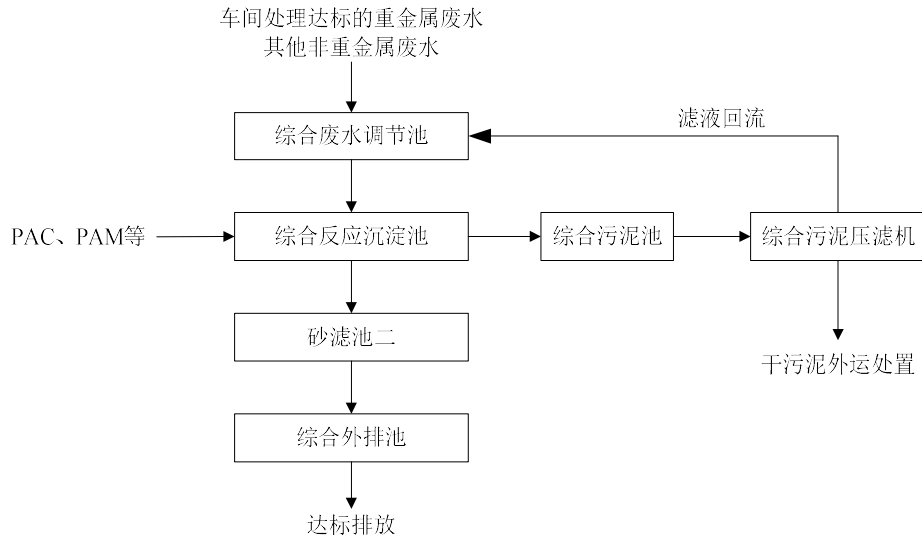 车间处理达标的重金属废水
其他非重金属废水
综合废水调节池
滤液回流
PAC、PAM等
综合反应沉淀池
综合污泥池
综合污泥压滤机
砂滤池二
干污泥外运处置
综合外排池
达标排放